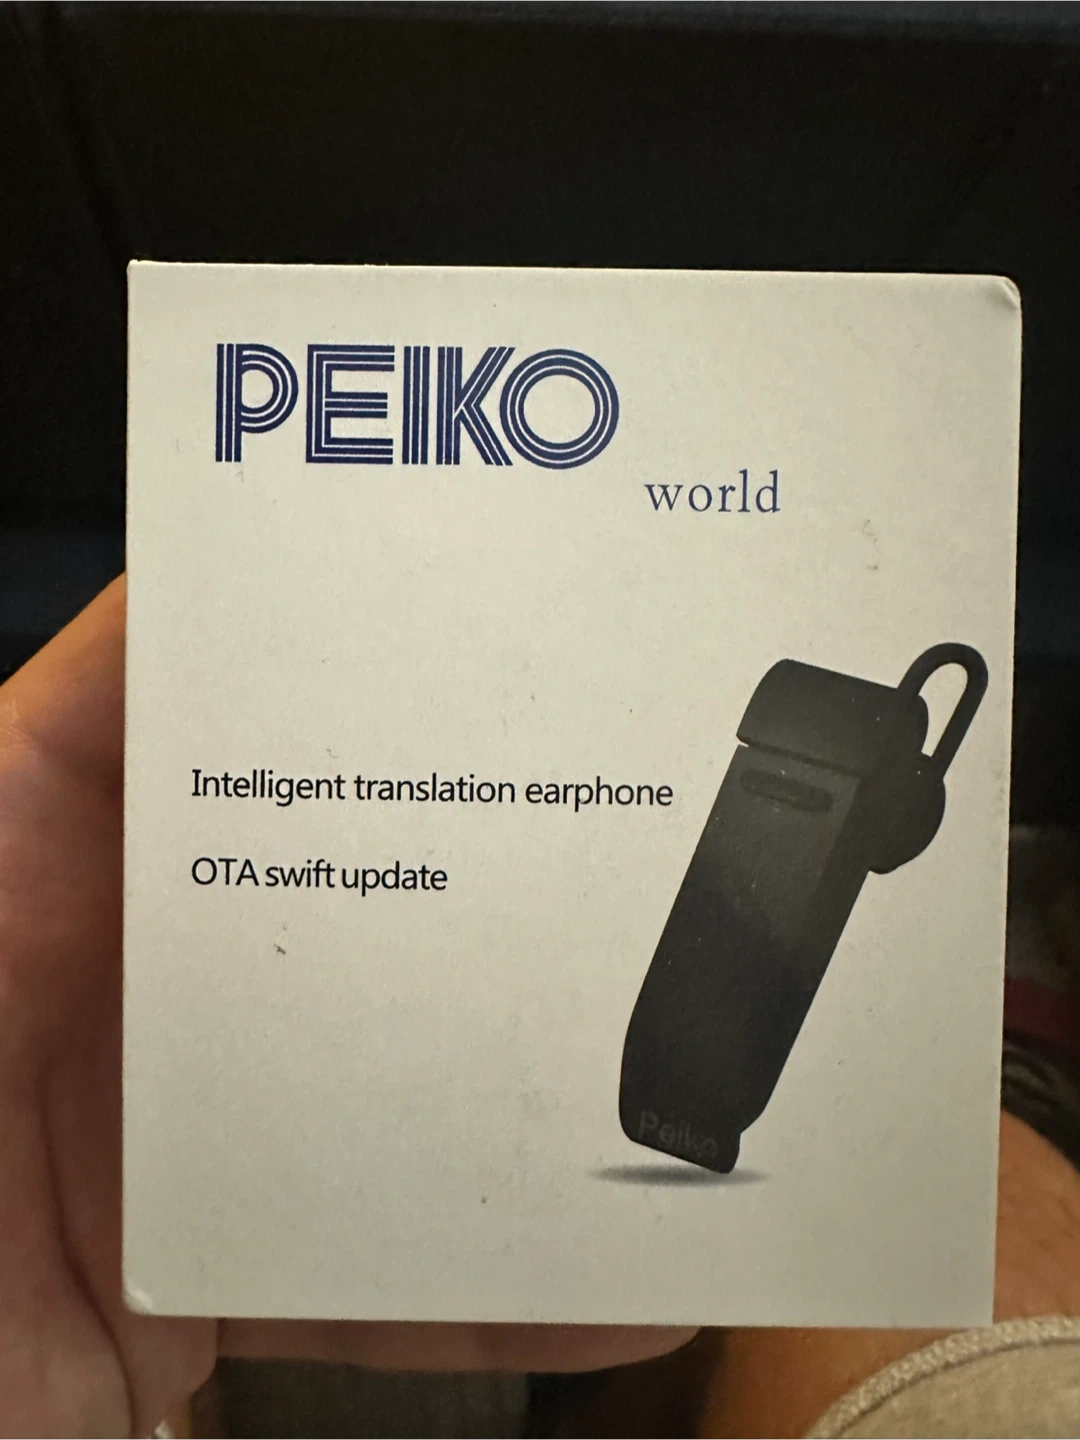 PEIKO
world
Intelligent translation earphone
OTA swift update
Peiko